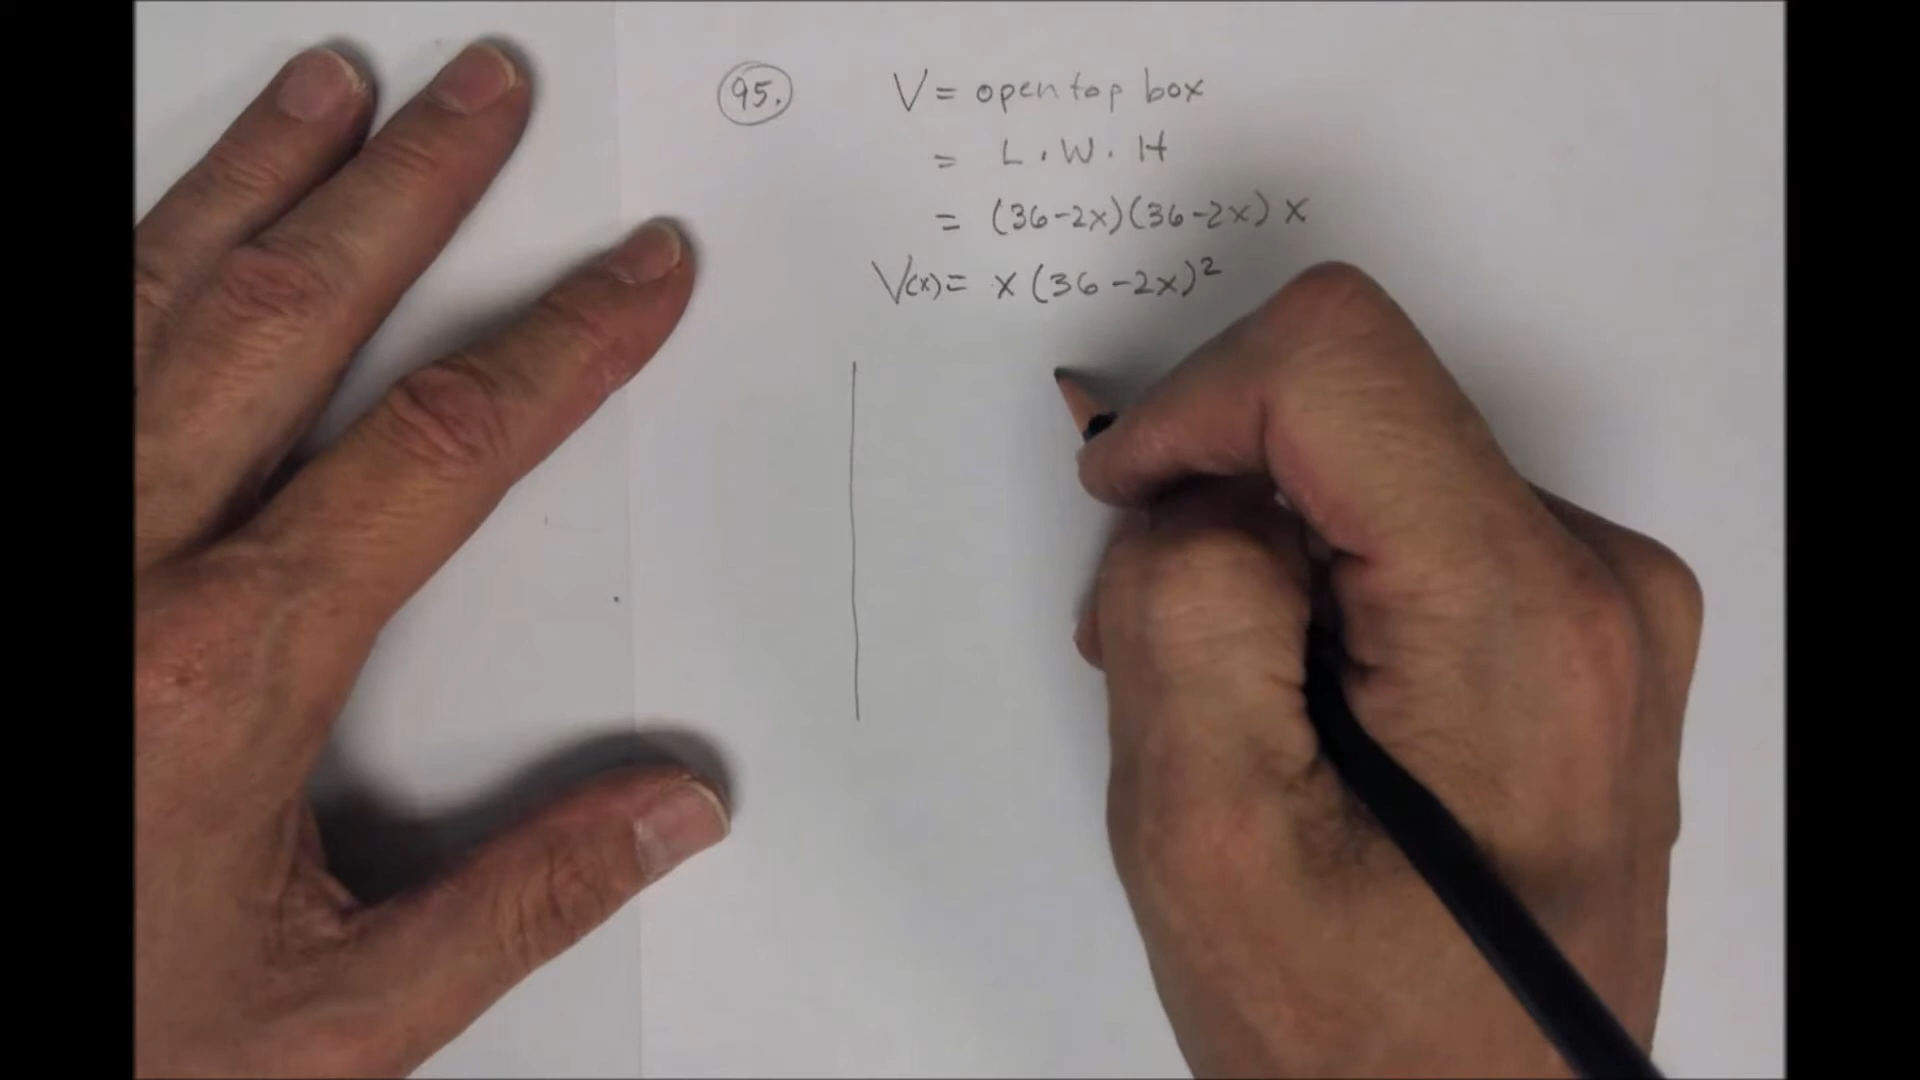 95. V = open top box
= L · W · H
= (36-2x)(36-2x) x
V(x) = x (36-2x)²